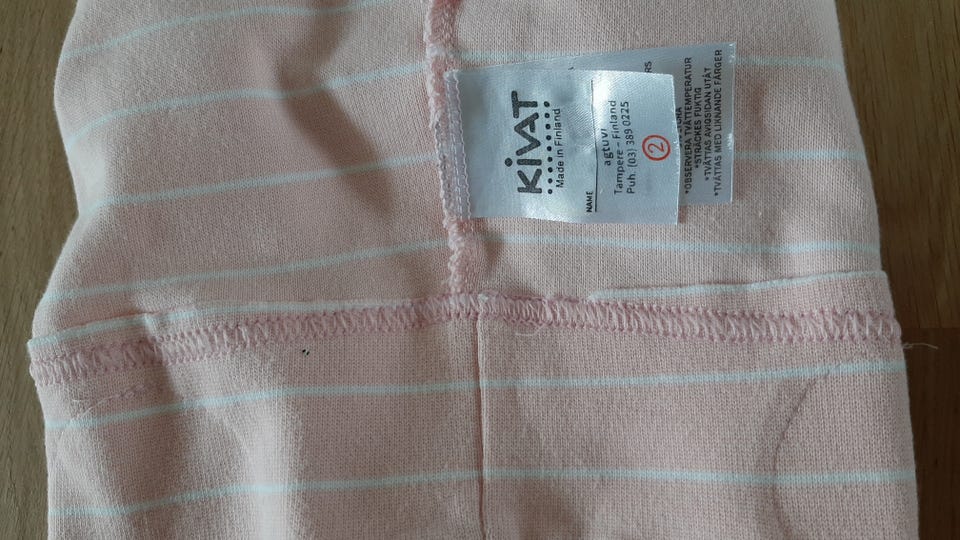 KiVAT
Made in Finland
NAME
agtuvi
Tampere - Finland
Puh. (03) 389 0225
2
RS
*OBSERVERA TVÄTTEMPERATUR
*STRÄCKES FUKTIG
*TVÄTTAS AVIGSIDAN UTÅT
*TVÄTTAS MED LIKNANDE FÄRGER